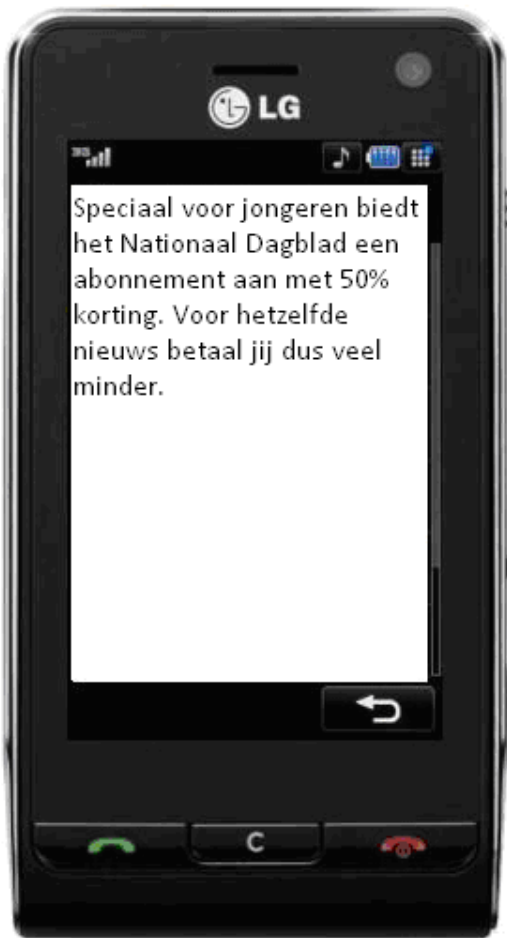 LG
3G
Speciaal voor jongeren biedt
het Nationaal Dagblad een
abonnement aan met 50%
korting. Voor hetzelfde
nieuws betaal jij dus veel
minder.
C